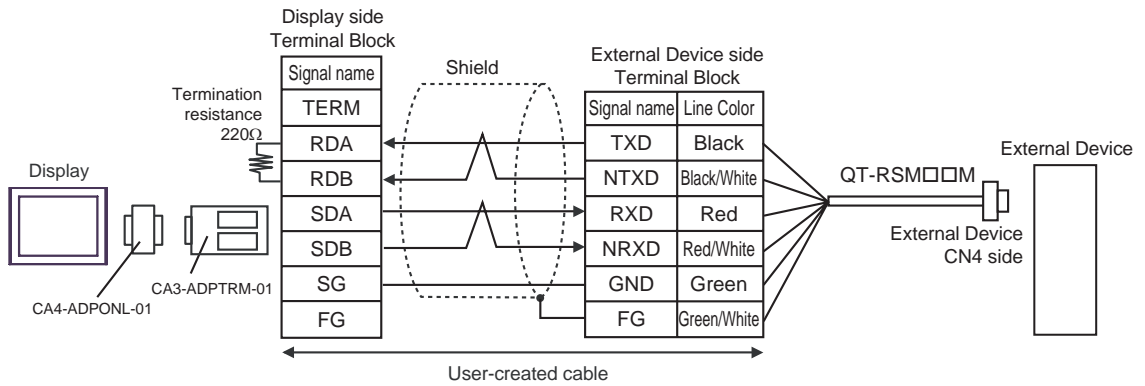 Display side
Terminal Block
Signal name
TERM
RDA
RDB
SDA
SDB
SG
FG
Termination
resistance
220Ω
Shield
External Device side
Terminal Block
Signal name Line Color
TXD Black
NTXD Black/White
RXD Red
NRXD Red/White
GND Green
FG Green/White
QT-RSM□□M
External Device
External Device
CN4 side
Display
CA3-ADPTRM-01
CA4-ADPONL-01
User-created cable